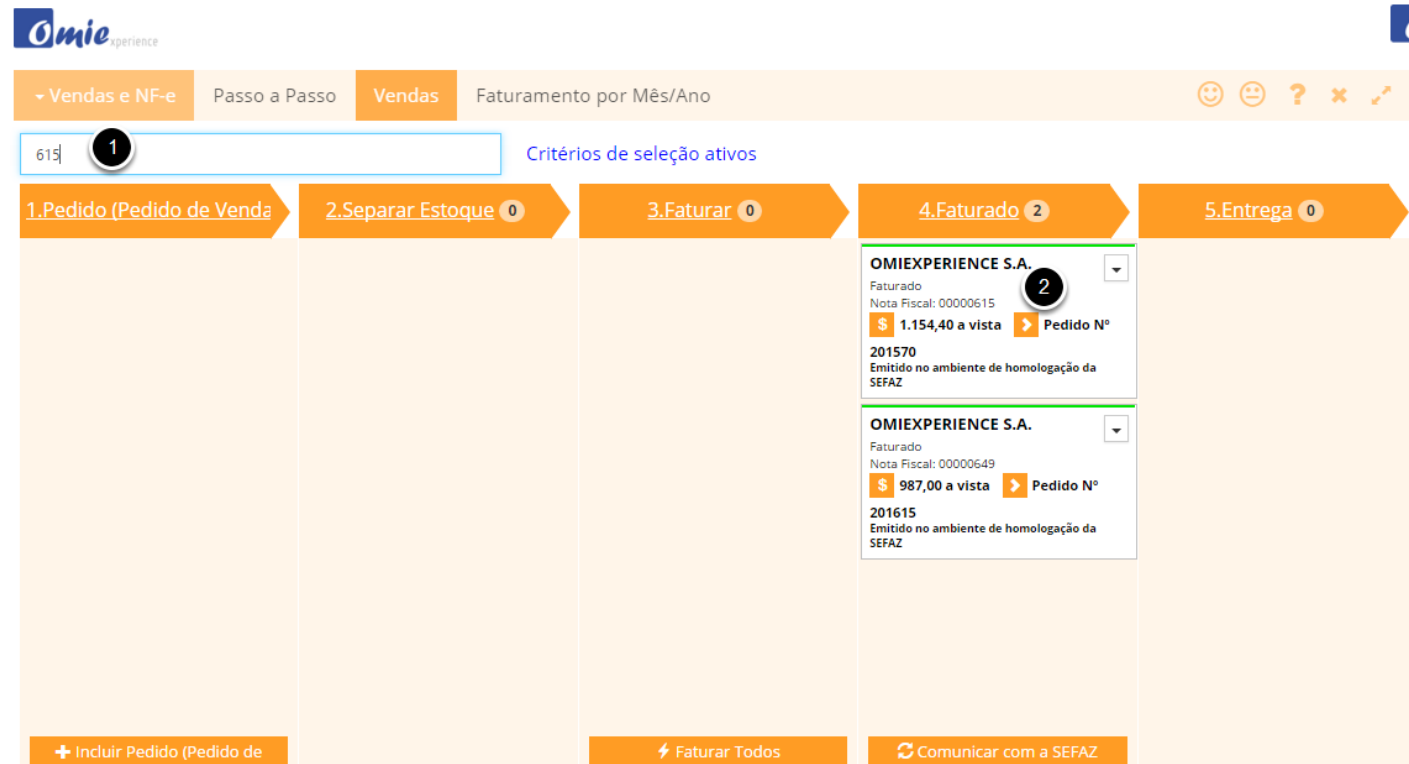 Omiexperience
Vendas e NF-e Passo a Passo Vendas Faturamento por Mês/Ano ?
615 1 Critérios de seleção ativos
1.Pedido (Pedido de Venda 2.Separar Estoque 0 3.Faturar 0 4.Faturado 2 5.Entrega 0
OMIEXPERIENCE S.A.
Faturado 2
Nota Fiscal: 00000615
$ 1.154,40 a vista Pedido Nº
201570
Emitido no ambiente de homologação da
SEFAZ
OMIEXPERIENCE S.A.
Faturado
Nota Fiscal: 00000649
$ 987,00 a vista Pedido Nº
201615
Emitido no ambiente de homologação da
SEFAZ
Incluir Pedido (Pedido de Faturar Todos Comunicar com a SEFAZ